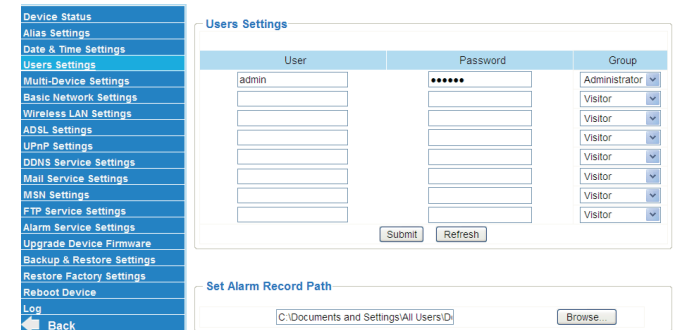 Device Status
Alias Settings
Date & Time Settings
Users Settings
Multi-Device Settings
Basic Network Settings
Wireless LAN Settings
ADSL Settings
UPnP Settings
DDNS Service Settings
Mail Service Settings
MSN Settings
FTP Service Settings
Alarm Service Settings
Upgrade Device Firmware
Backup & Restore Settings
Restore Factory Settings
Reboot Device
Log
Back
Users Settings
User Password Group
admin •••••• Administrator
Visitor
Visitor
Visitor
Visitor
Visitor
Visitor
Visitor
Submit Refresh
Set Alarm Record Path
C:\Documents and Settings\All Users\D Browse...